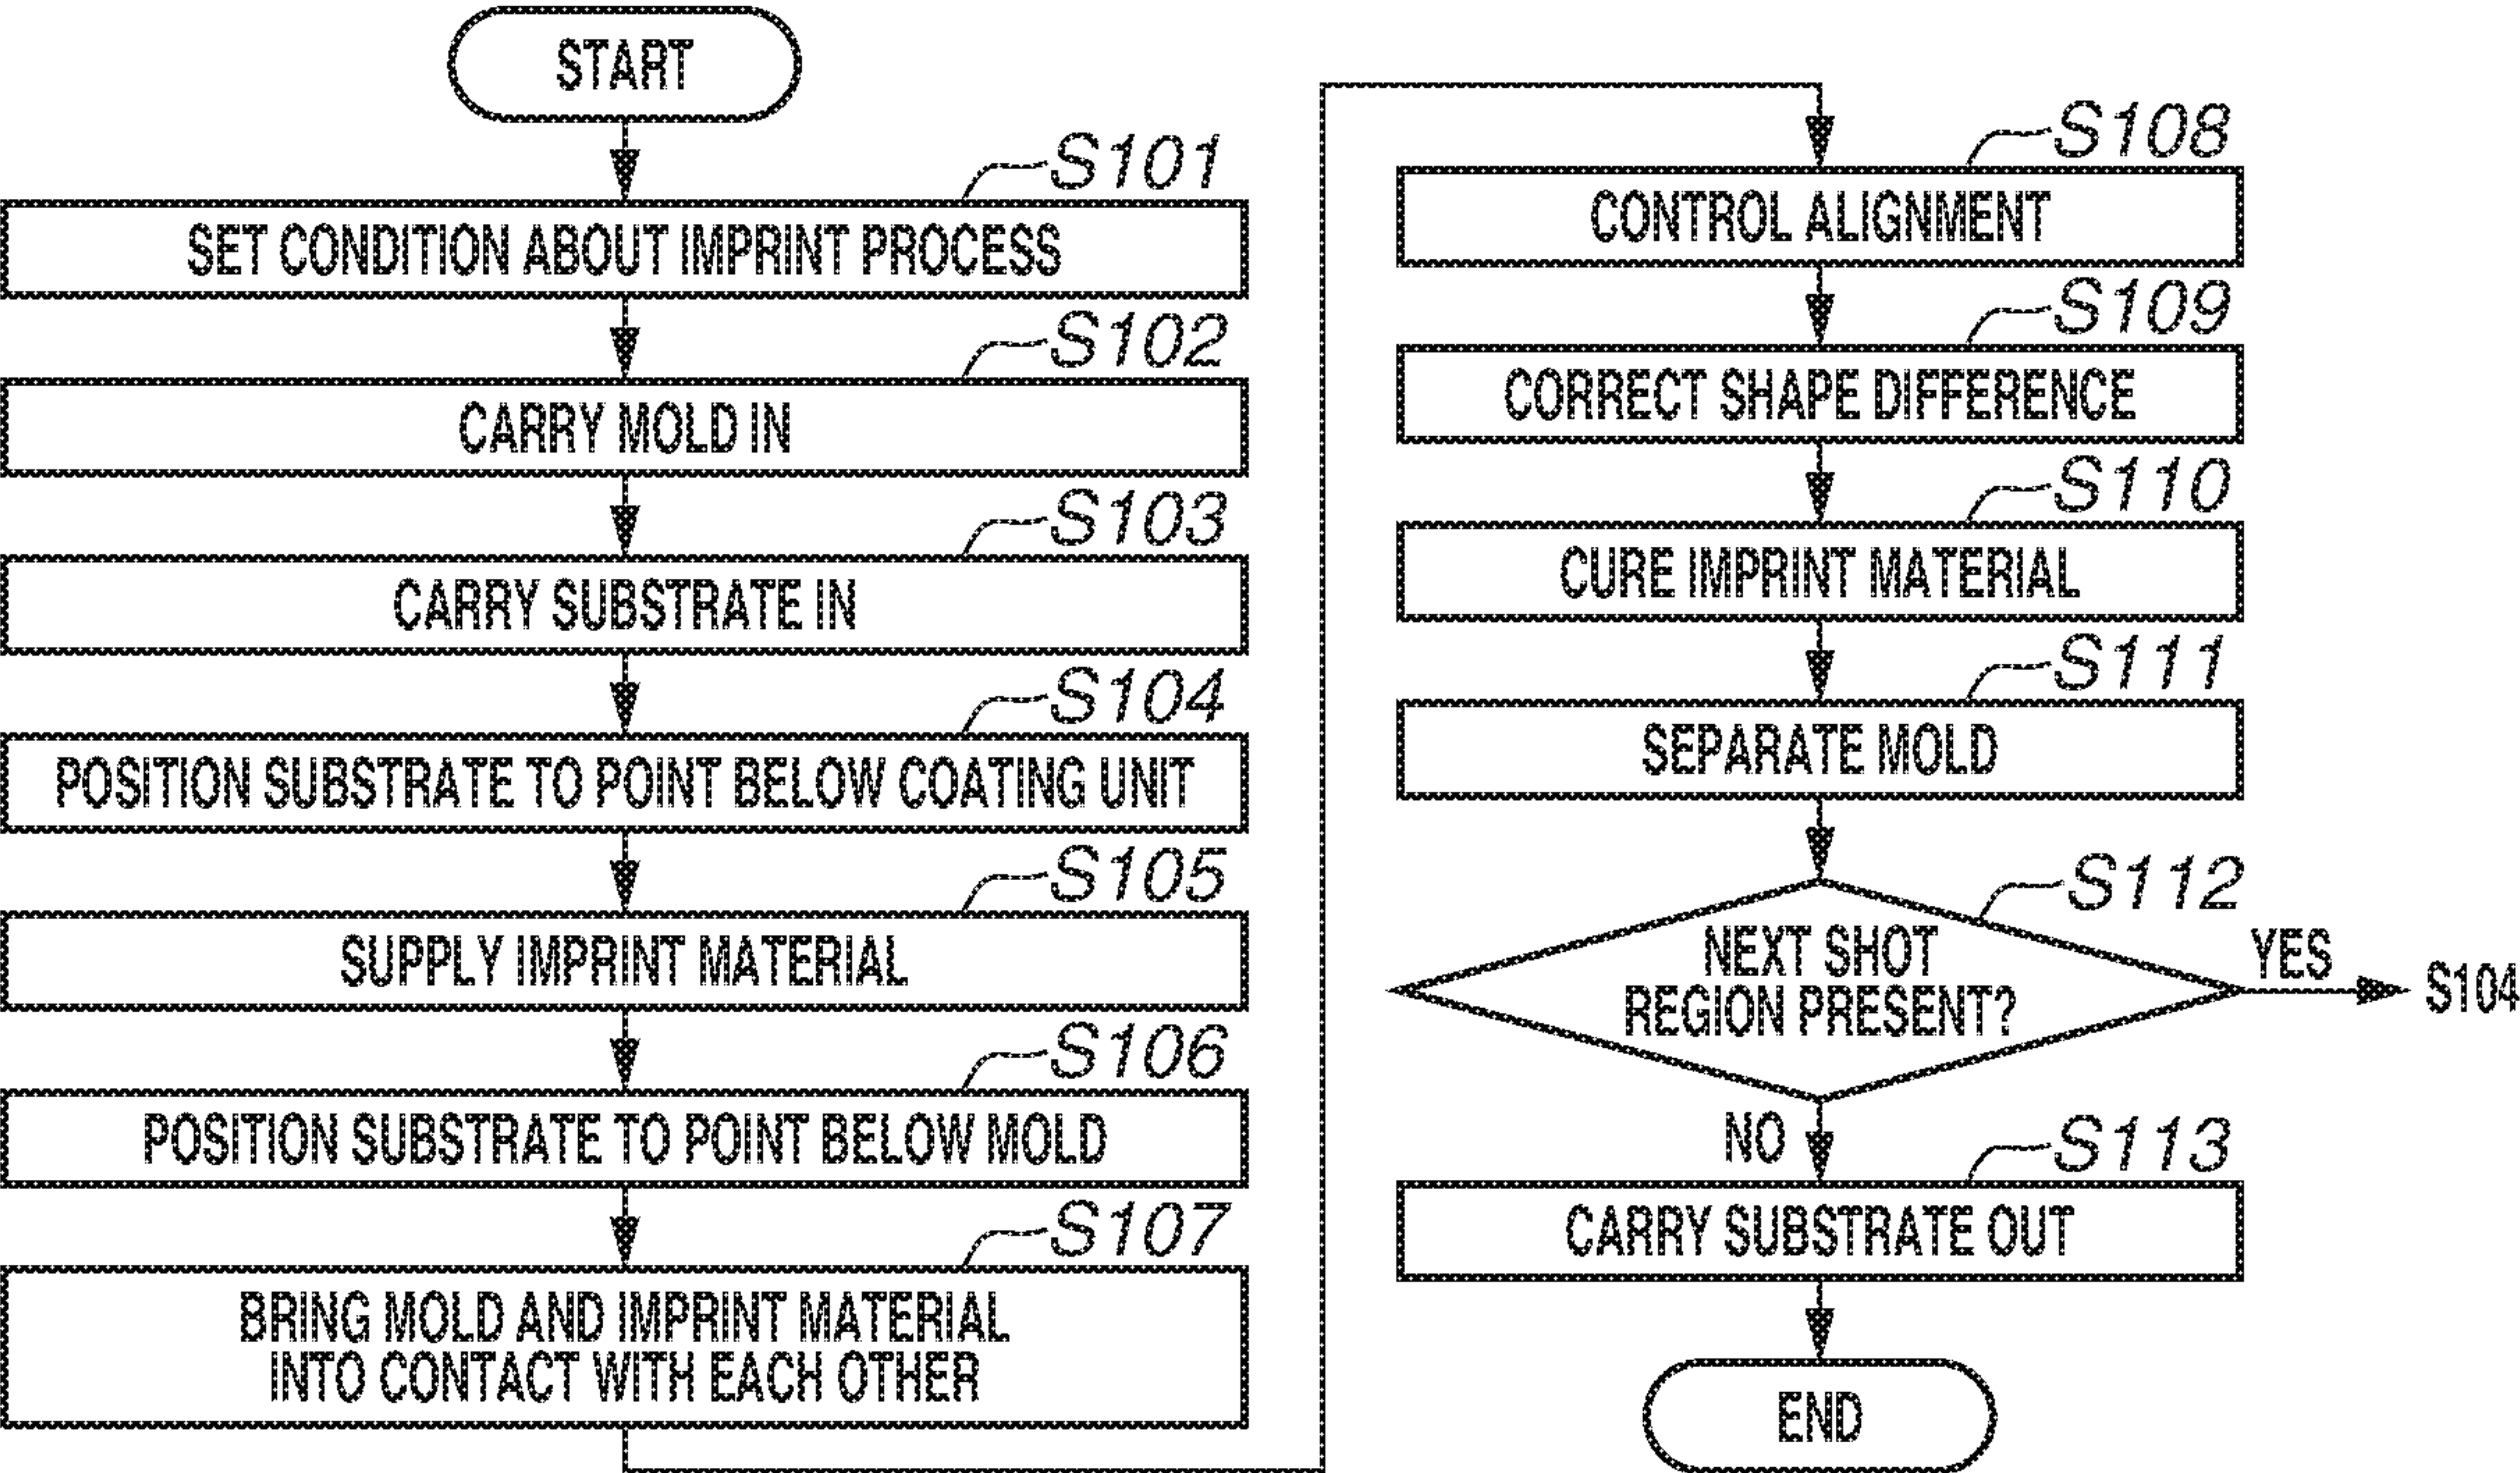 START
S101
SET CONDITION ABOUT IMPRINT PROCESS
S102
CARRY MOLD IN
S103
CARRY SUBSTRATE IN
S104
POSITION SUBSTRATE TO POINT BELOW COATING UNIT
S105
SUPPLY IMPRINT MATERIAL
S106
POSITION SUBSTRATE TO POINT BELOW MOLD
S107
BRING MOLD AND IMPRINT MATERIAL
INTO CONTACT WITH EACH OTHER
S108
CONTROL ALIGNMENT
S109
CORRECT SHAPE DIFFERENCE
S110
CURE IMPRINT MATERIAL
S111
SEPARATE MOLD
S112
NEXT SHOT
REGION PRESENT?
YES
S104
NO
S113
CARRY SUBSTRATE OUT
END